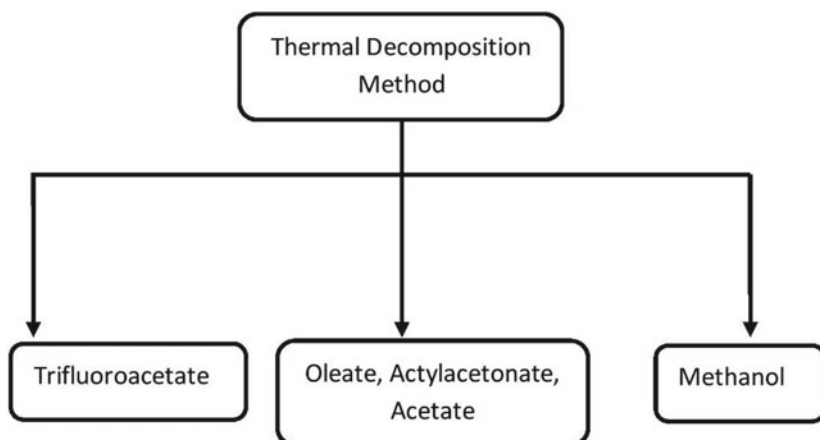 Thermal Decomposition
Method
Trifluoroacetate
Oleate, Actylacetonate,
Acetate
Methanol